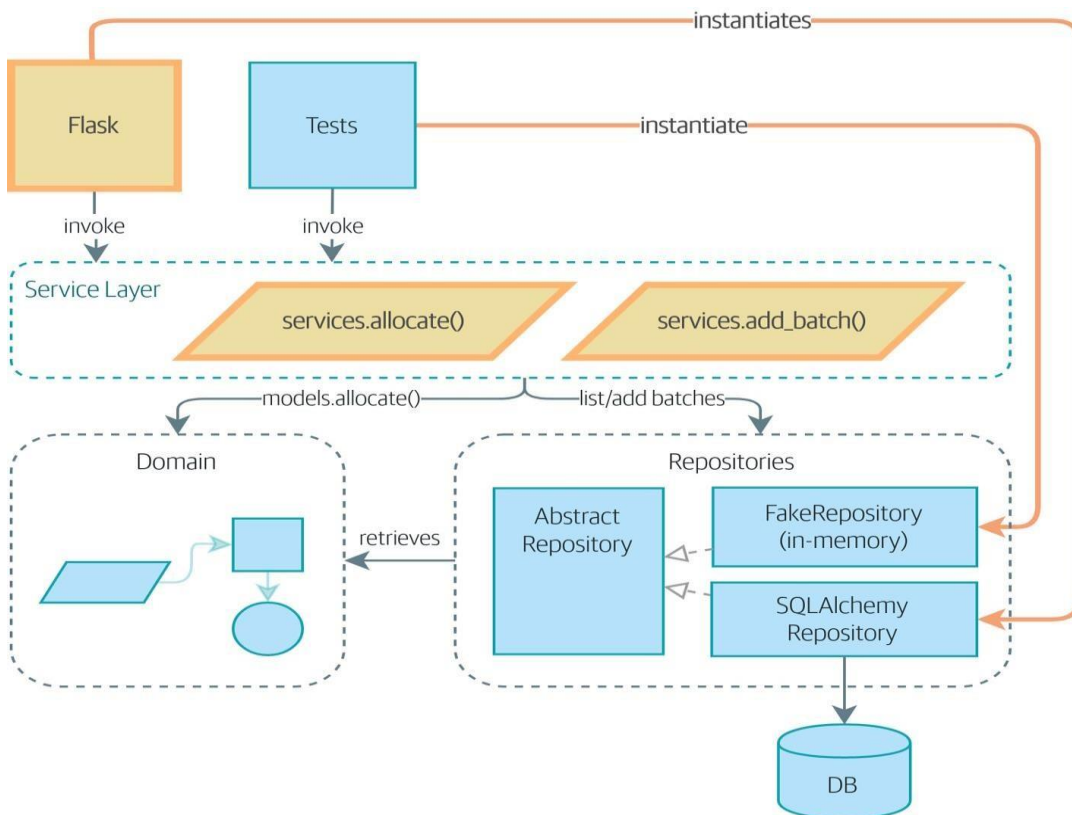 instantiates
Flask
Tests
instantiate
invoke
invoke
Service Layer
services.allocate()
services.add_batch()
models.allocate()
list/add batches
Domain
Repositories
Abstract
Repository
FakeRepository
(in-memory)
retrieves
SQLAlchemy
Repository
DB